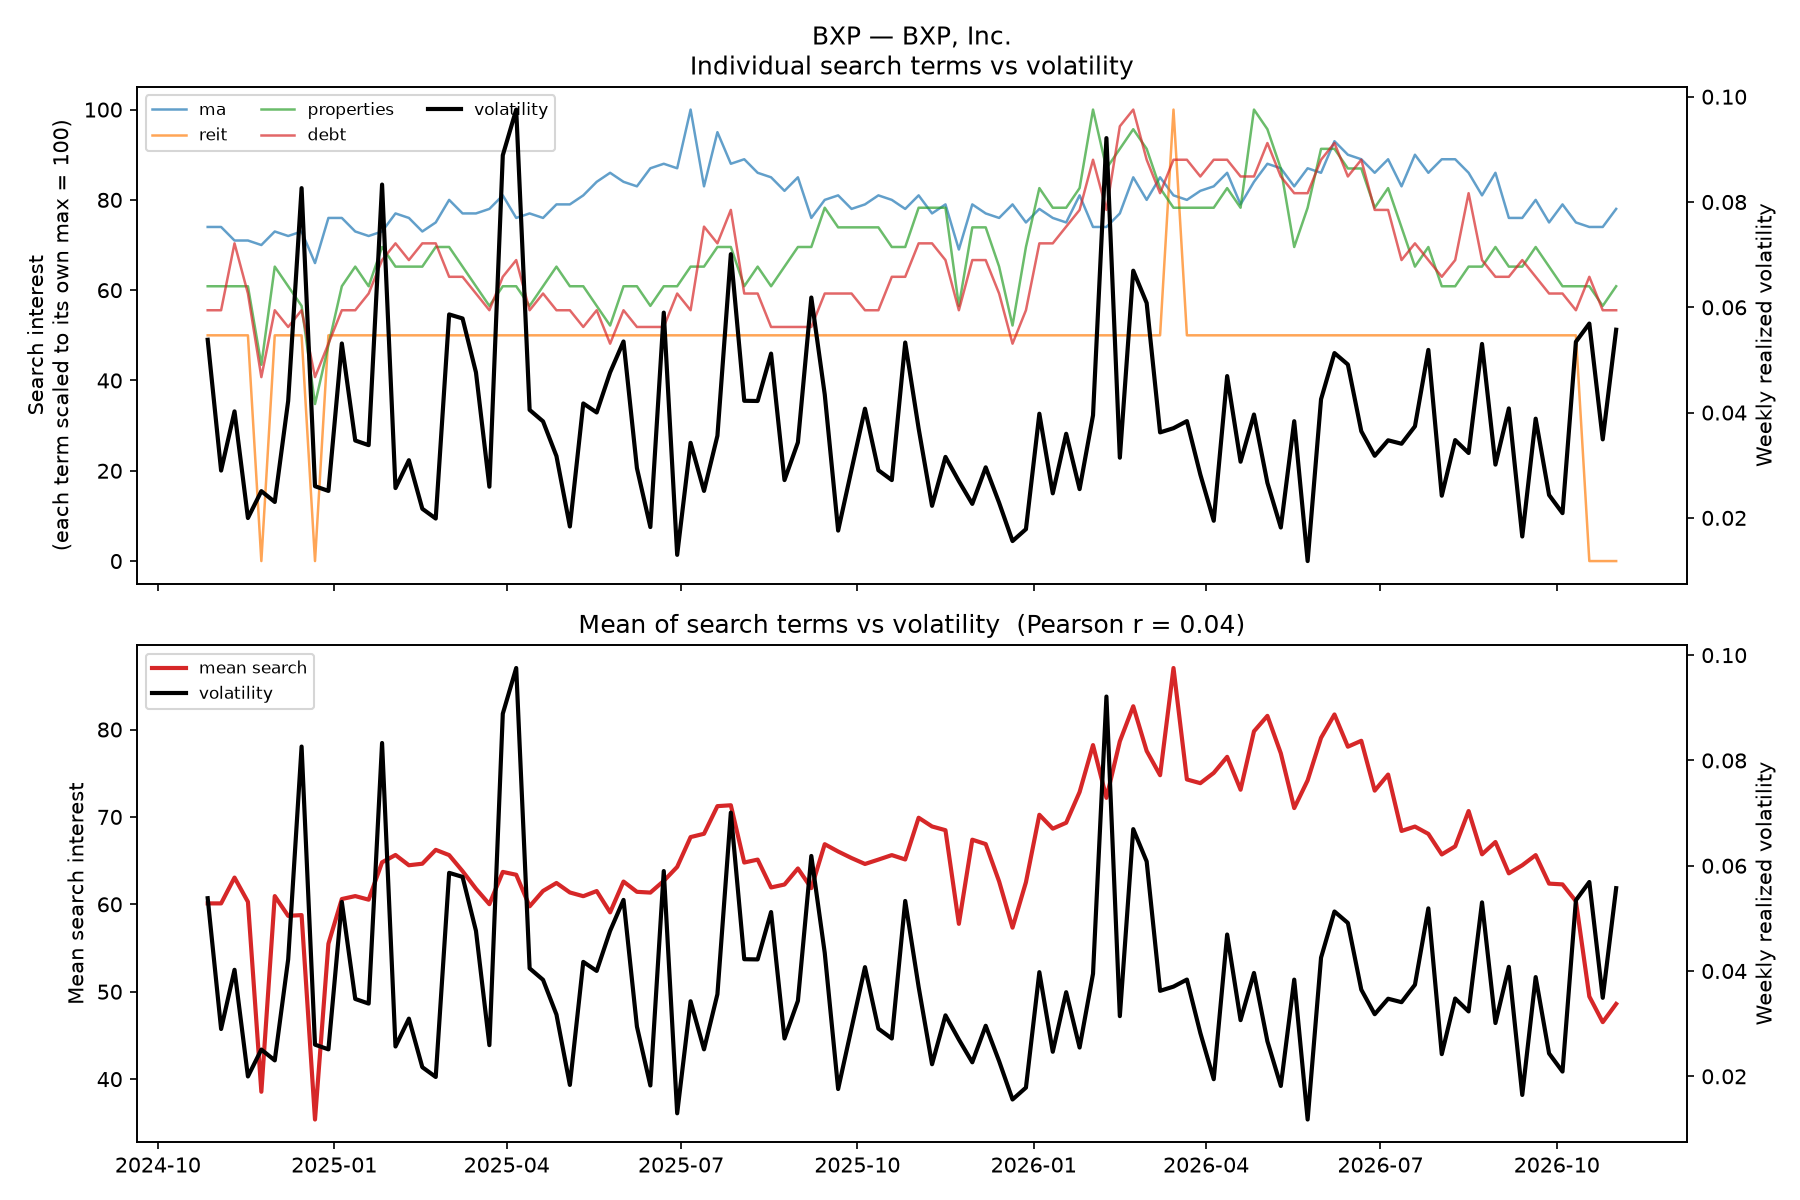 BXP — BXP, Inc.
Individual search terms vs volatility
ma
properties
volatility
reit
debt
Search interest
(each term scaled to its own max = 100)
100
80
60
40
20
0
0.10
0.08
0.06
0.04
0.02
Weekly realized volatility
Mean of search terms vs volatility  (Pearson r = 0.04)
mean search
volatility
Mean search interest
80
70
60
50
40
0.10
0.08
0.06
0.04
0.02
Weekly realized volatility
2024-10
2025-01
2025-04
2025-07
2025-10
2026-01
2026-04
2026-07
2026-10